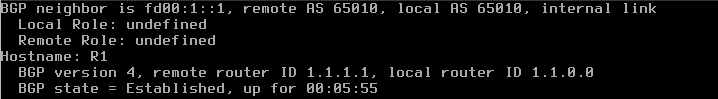 BGP neighbor is fd00:1::1, remote AS 65010, local AS 65010, internal link
Local Role: undefined
Remote Role: undefined
Hostname: R1
BGP version 4, remote router ID 1.1.1.1, local router ID 1.1.0.0
BGP state = Established, up for 00:05:55